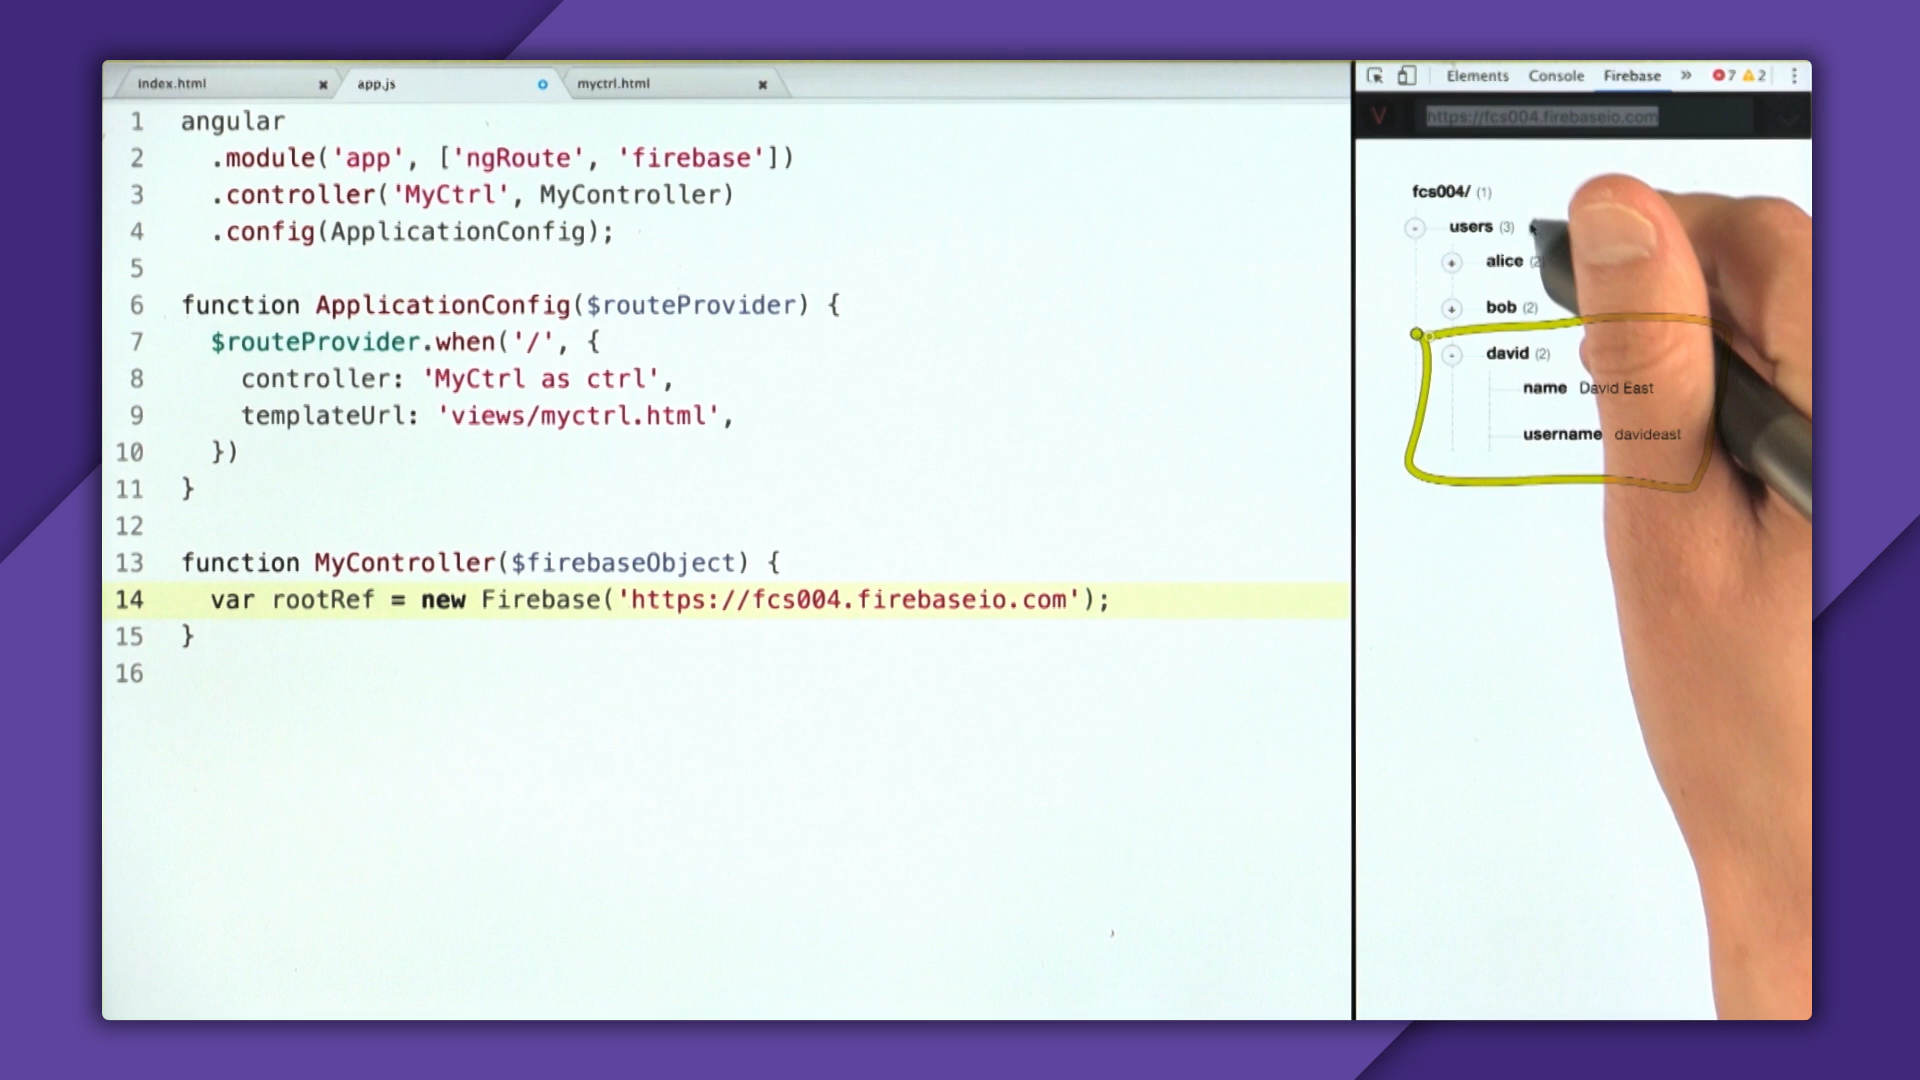 index.html
app.js
myctrl.html
1 angular
2 .module('app', ['ngRoute', 'firebase'])
3 .controller('MyCtrl', MyController)
4 .config(ApplicationConfig);
5
6 function ApplicationConfig($routeProvider) {
7 $routeProvider.when('/', {
8 controller: 'MyCtrl as ctrl',
9 templateUrl: 'views/myctrl.html',
10 })
11 }
12
13 function MyController($firebaseObject) {
14 var rootRef = new Firebase('https://fcs004.firebaseio.com');
15 }
16
Elements Console Firebase » 7 2
V https://fcs004.firebaseio.com
fcs004/ (1)
- users (3)
+ alice (2)
+ bob (2)
- david (2)
name David East
username davideast